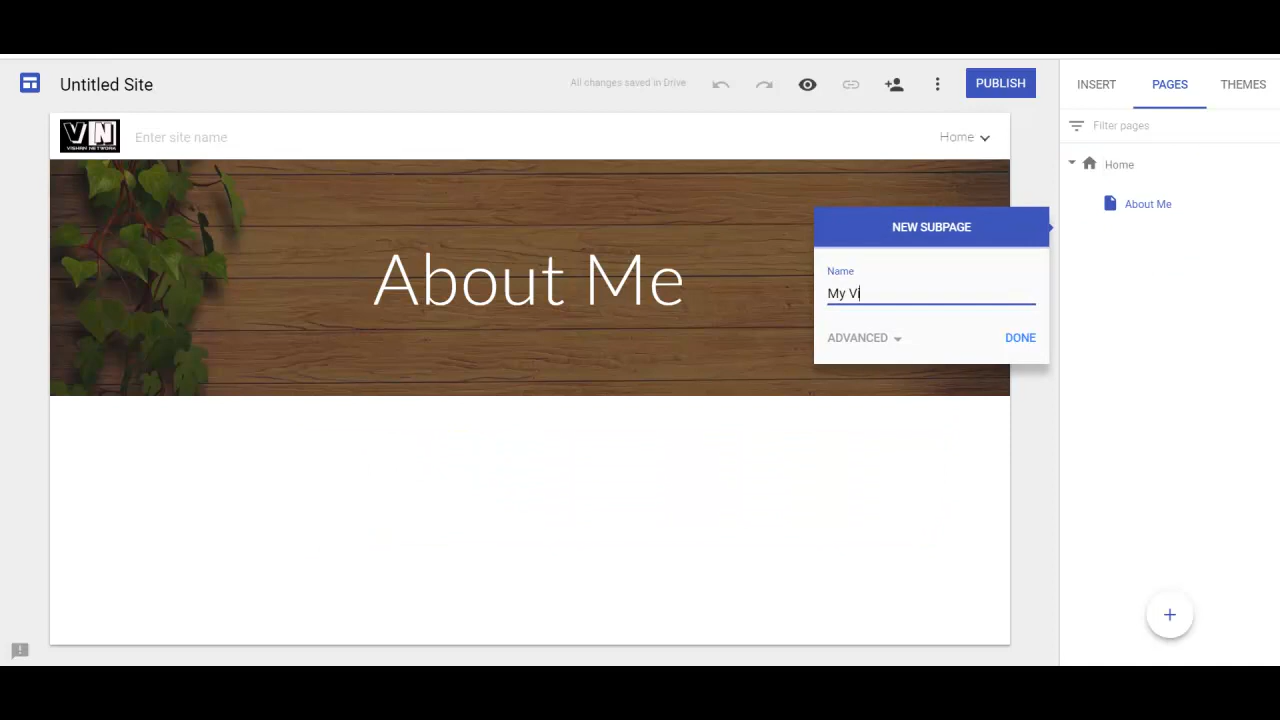 Untitled Site
All changes saved in Drive
PUBLISH
INSERT
PAGES
THEMES
VN
VISHAN NETWORK
Enter site name
Home
Filter pages
Home
About Me
About Me
NEW SUBPAGE
Name
My Vi
ADVANCED
DONE